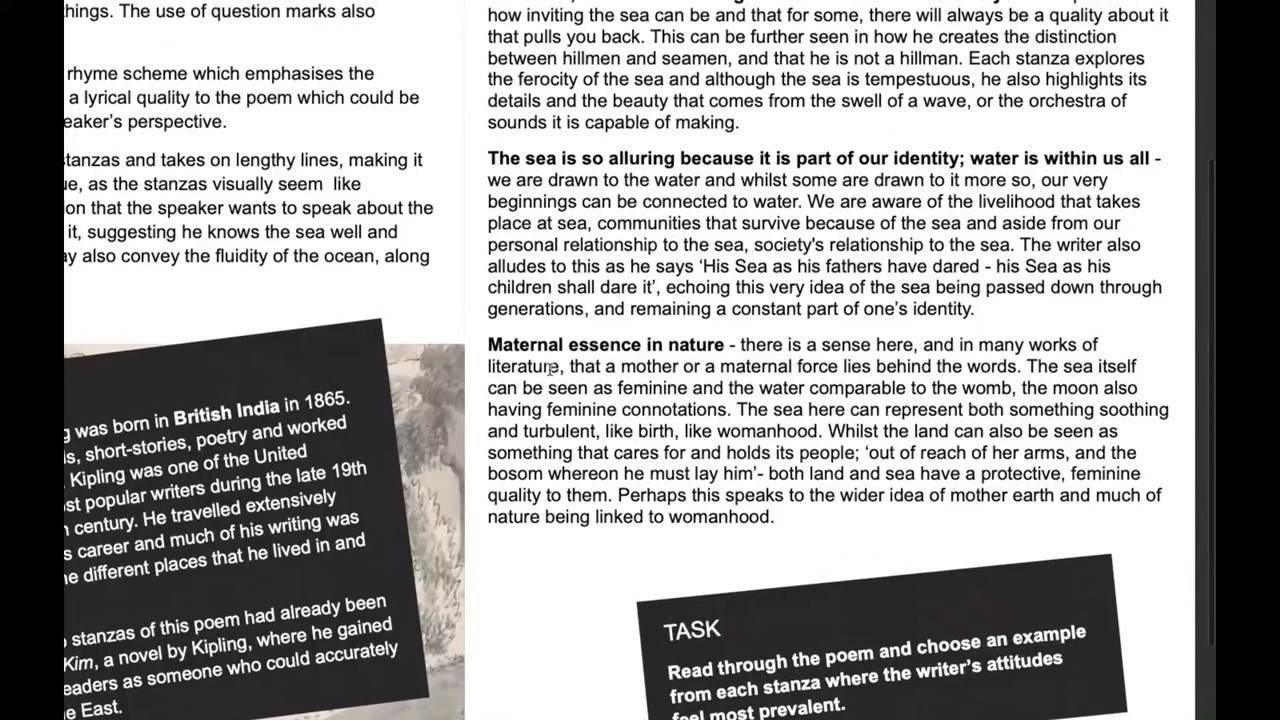 things. The use of question marks also
rhyme scheme which emphasises the
a lyrical quality to the poem which could be
eaker's perspective.
stanzas and takes on lengthy lines, making it
ue, as the stanzas visually seem like
on that the speaker wants to speak about the
it, suggesting he knows the sea well and
ay also convey the fluidity of the ocean, along
was born in British India in 1865.
ls, short-stories, poetry and worked
Kipling was one of the United
ost popular writers during the late 19th
century. He travelled extensively
s career and much of his writing was
he different places that he lived in and
stanzas of this poem had already been
Kim, a novel by Kipling, where he gained
eaders as someone who could accurately
e East.
how inviting the sea can be and that for some, there will always be a quality about it
that pulls you back. This can be further seen in how he creates the distinction
between hillmen and seamen, and that he is not a hillman. Each stanza explores
the ferocity of the sea and although the sea is tempestuous, he also highlights its
details and the beauty that comes from the swell of a wave, or the orchestra of
sounds it is capable of making.
The sea is so alluring because it is part of our identity; water is within us all -
we are drawn to the water and whilst some are drawn to it more so, our very
beginnings can be connected to water. We are aware of the livelihood that takes
place at sea, communities that survive because of the sea and aside from our
personal relationship to the sea, society's relationship to the sea. The writer also
alludes to this as he says ‘His Sea as his fathers have dared - his Sea as his
children shall dare it’, echoing this very idea of the sea being passed down through
generations, and remaining a constant part of one’s identity.
Maternal essence in nature - there is a sense here, and in many works of
literature, that a mother or a maternal force lies behind the words. The sea itself
can be seen as feminine and the water comparable to the womb, the moon also
having feminine connotations. The sea here can represent both something soothing
and turbulent, like birth, like womanhood. Whilst the land can also be seen as
something that cares for and holds its people; ‘out of reach of her arms, and the
bosom whereon he must lay him’- both land and sea have a protective, feminine
quality to them. Perhaps this speaks to the wider idea of mother earth and much of
nature being linked to womanhood.
TASK
Read through the poem and choose an example
from each stanza where the writer’s attitudes
feel most prevalent.